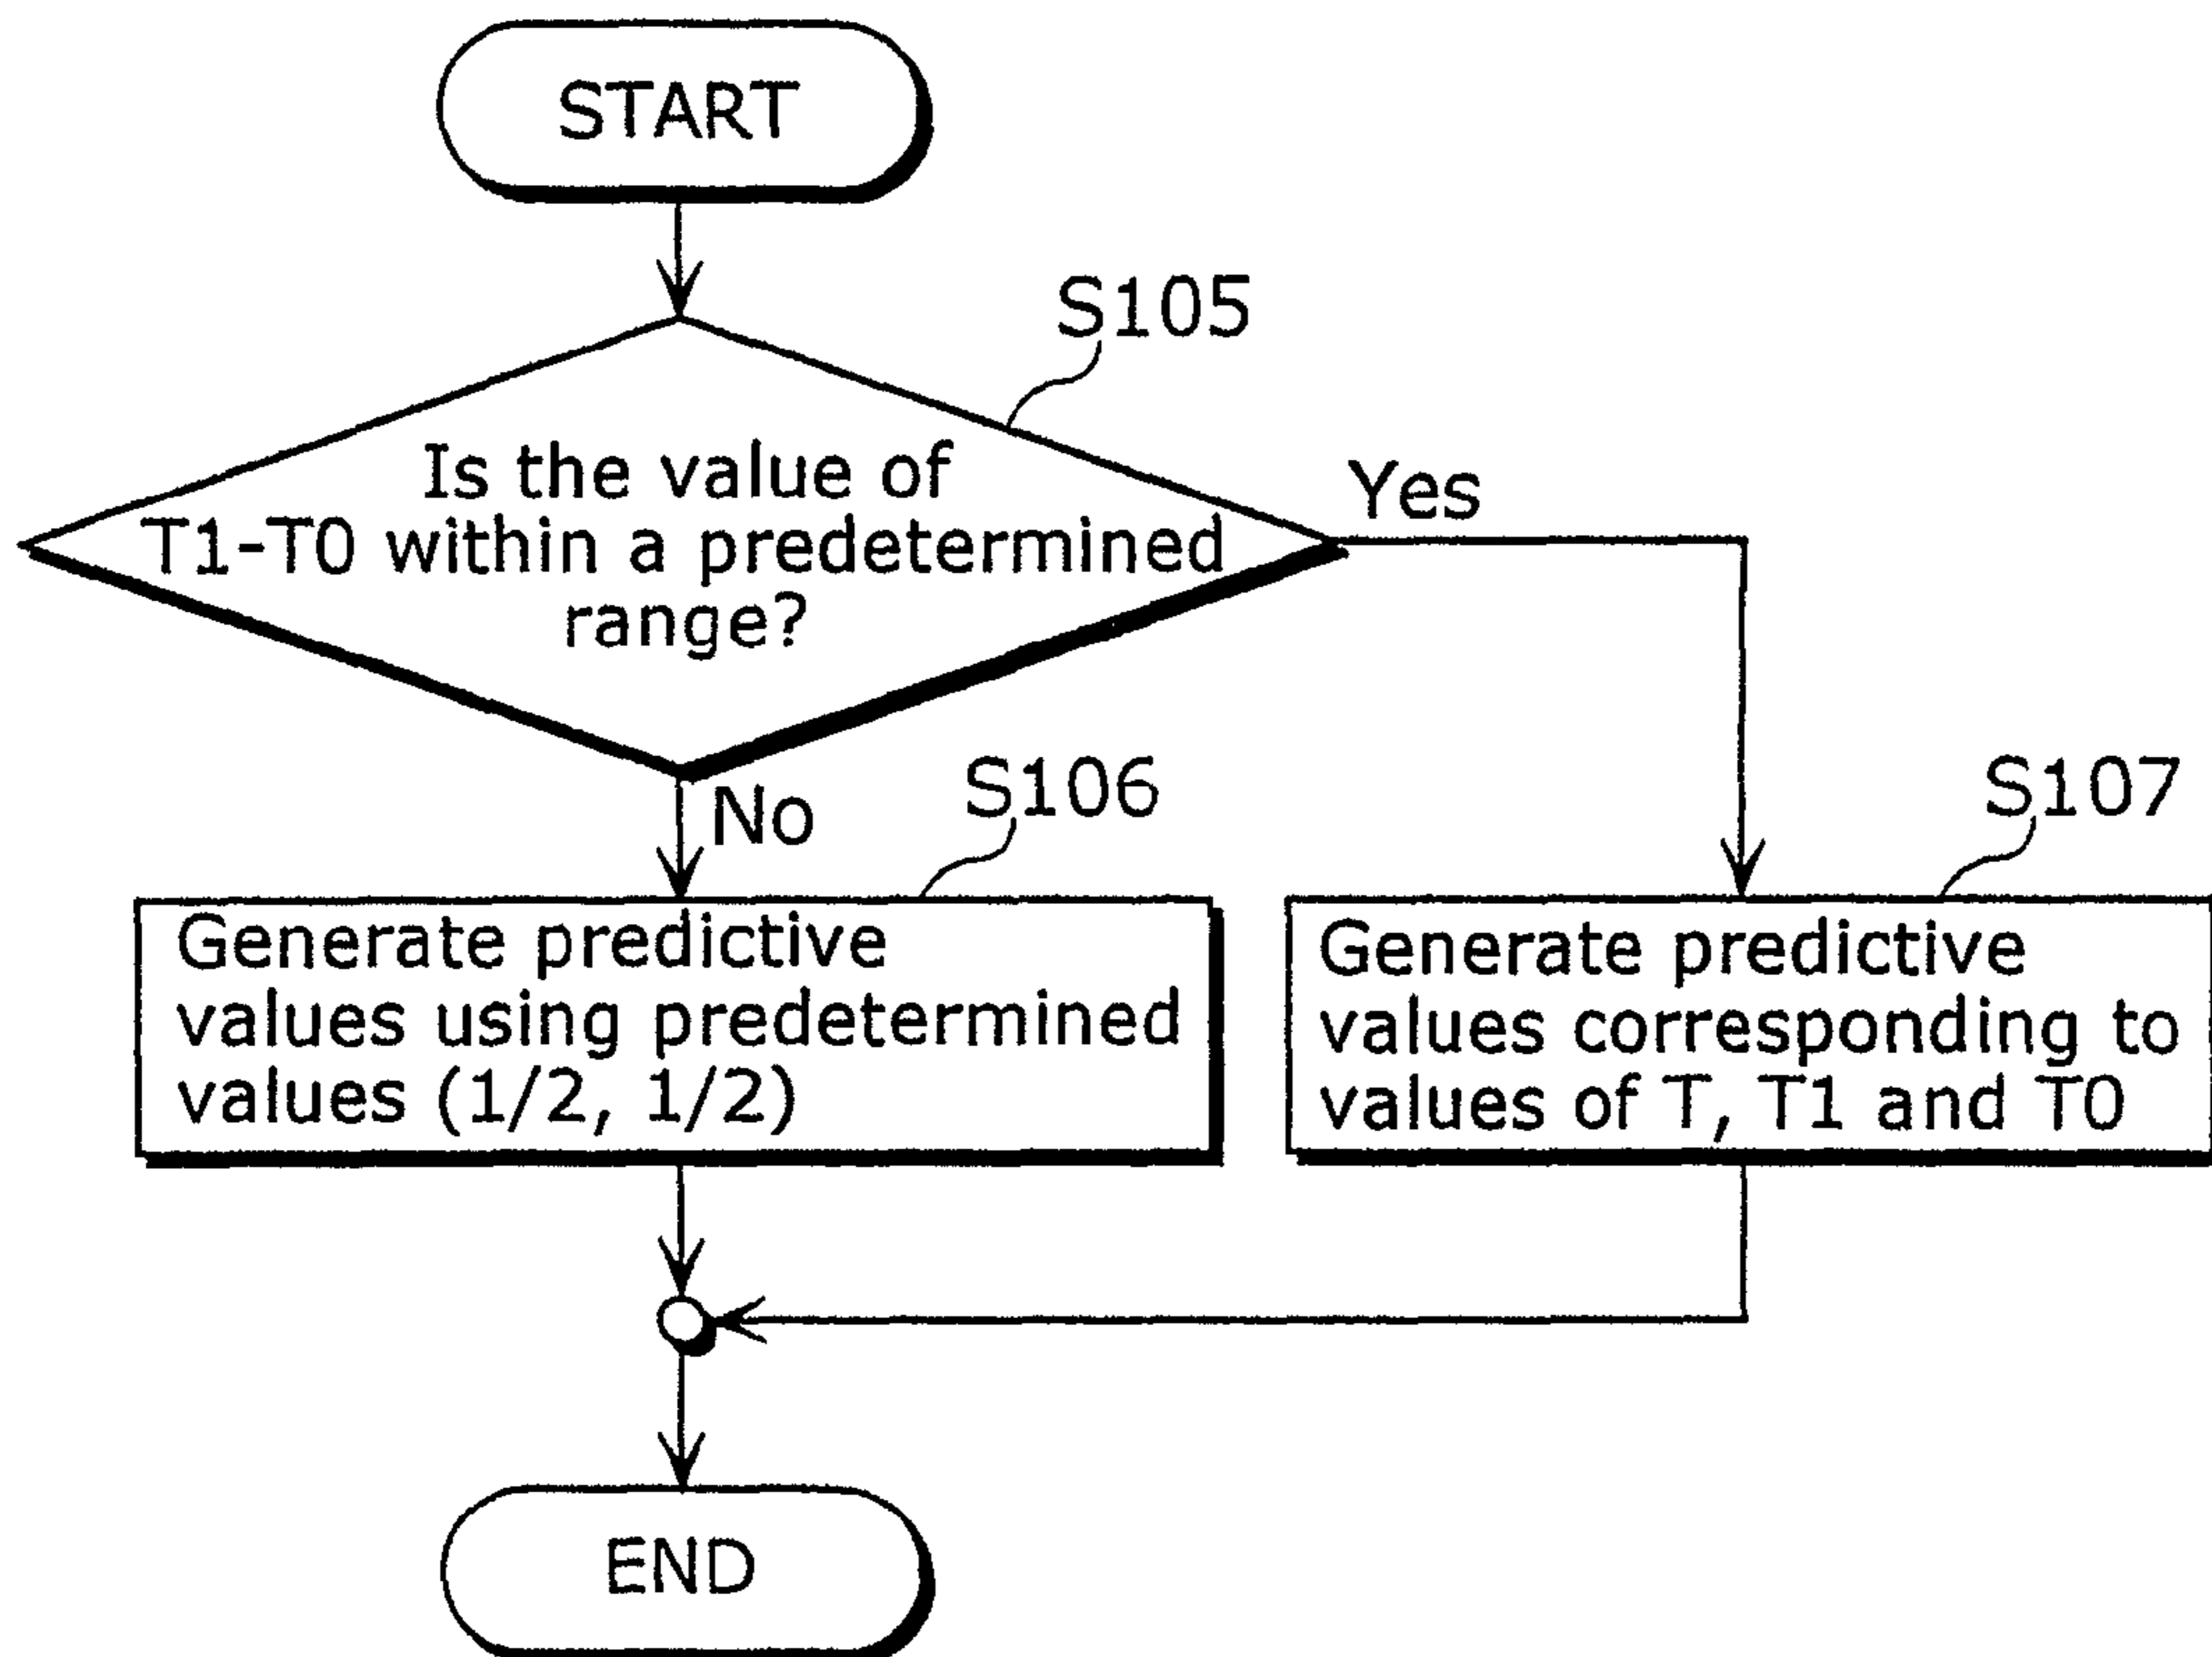 START
S105
Is the value of
T1-T0 within a predetermined
range?
Yes
No
S106
S107
Generate predictive
values using predetermined
values (1/2, 1/2)
Generate predictive
values corresponding to
values of T, T1 and T0
END